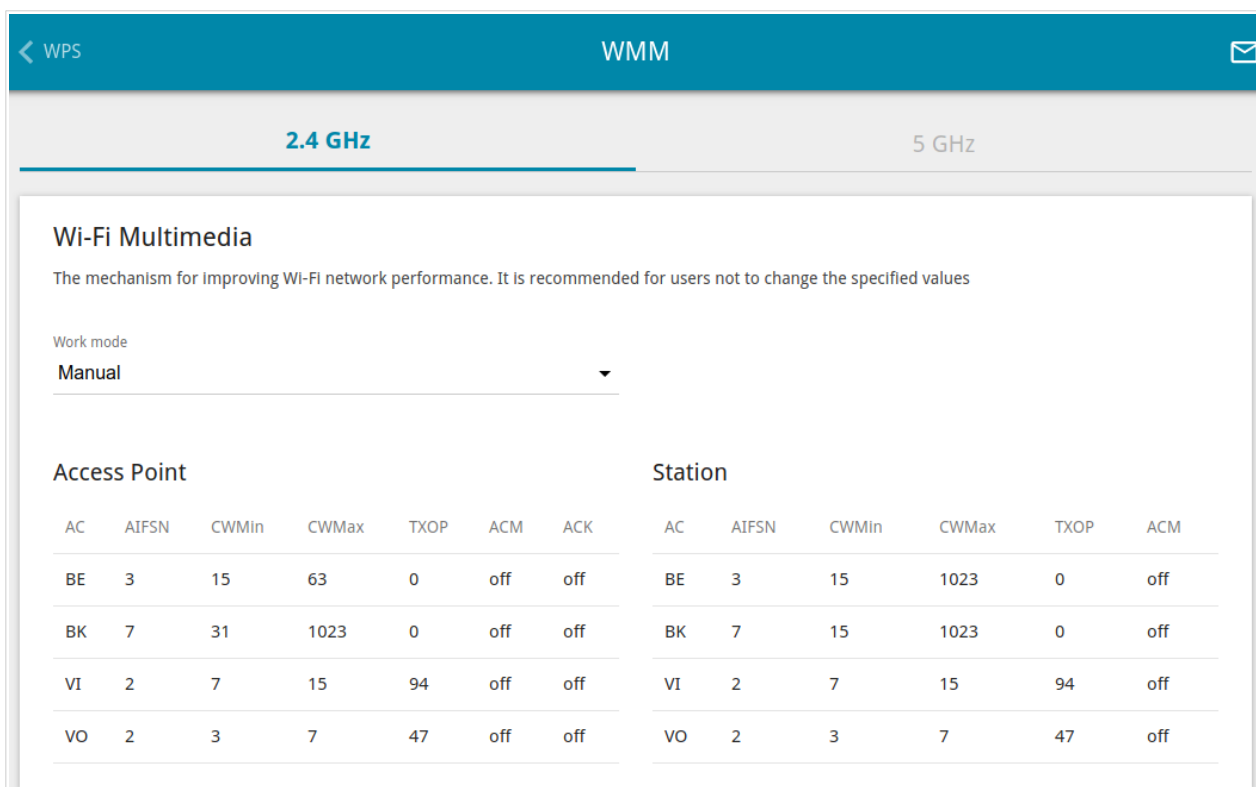 WPS WMM
2.4 GHz 5 GHz
Wi-Fi Multimedia
The mechanism for improving Wi-Fi network performance. It is recommended for users not to change the specified values
Work mode
Manual
Access Point
AC AIFSN CWMin CWMax TXOP ACM ACK
BE 3 15 63 0 off off
BK 7 31 1023 0 off off
VI 2 7 15 94 off off
VO 2 3 7 47 off off
Station
AC AIFSN CWMin CWMax TXOP ACM
BE 3 15 1023 0 off
BK 7 15 1023 0 off
VI 2 7 15 94 off
VO 2 3 7 47 off